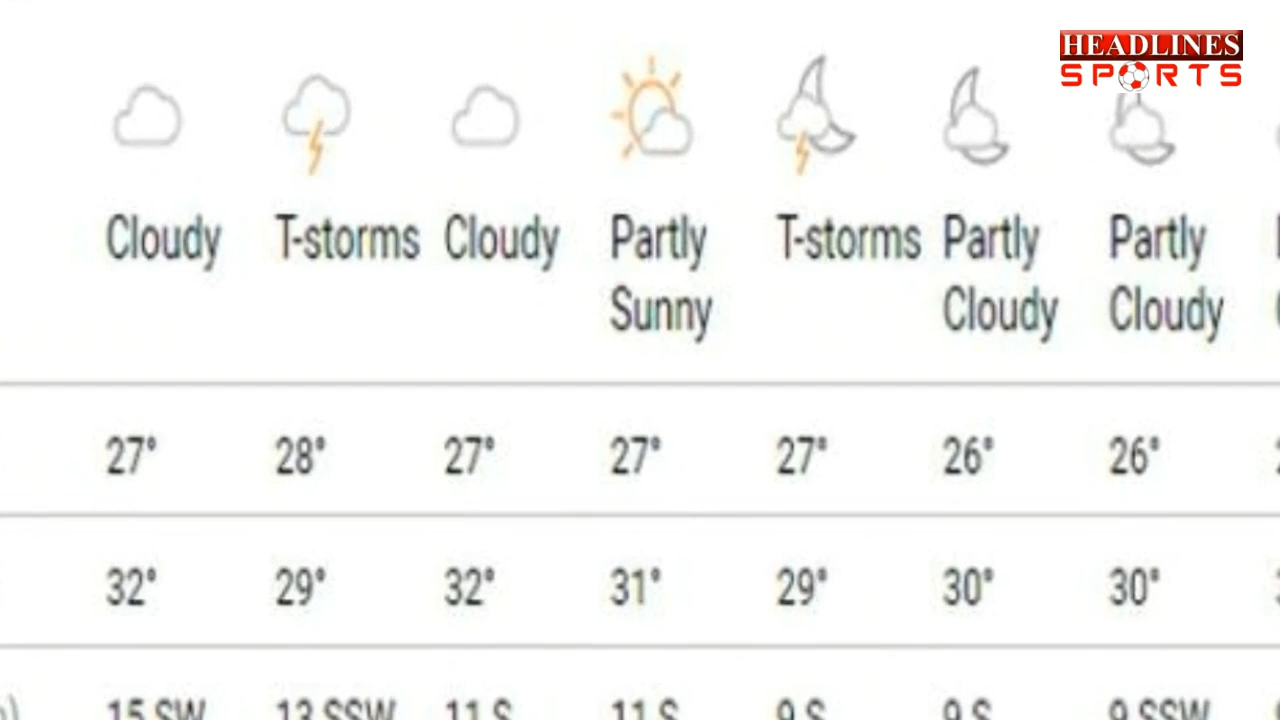 HEADLINES
SPORTS
Cloudy T-storms Cloudy Partly Sunny T-storms Partly Cloudy Partly Cloudy
27° 28° 27° 27° 27° 26° 26°
32° 29° 32° 31° 29° 30° 30°
15 SW 13 SSW 11 S 11 S 9 S 9 S 9 SSW